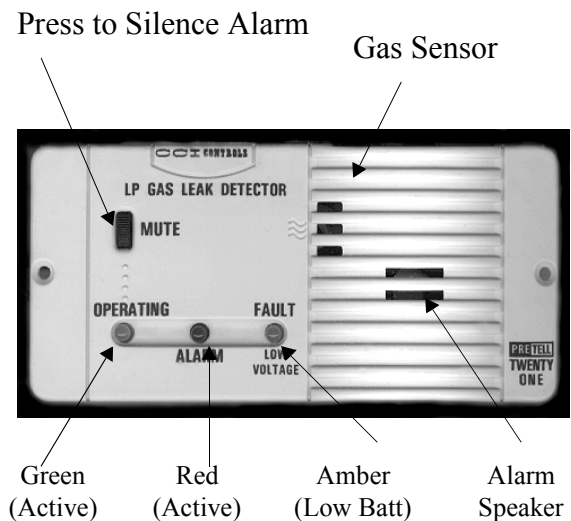 Press to Silence Alarm
Gas Sensor
CCH CONTROLS
LP GAS LEAK DETECTOR
MUTE
OPERATING
FAULT
ALARM
LOW
VOLTAGE
PRETELL
TWENTY
ONE
Green
(Active)
Red
(Active)
Amber
(Low Batt)
Alarm
Speaker